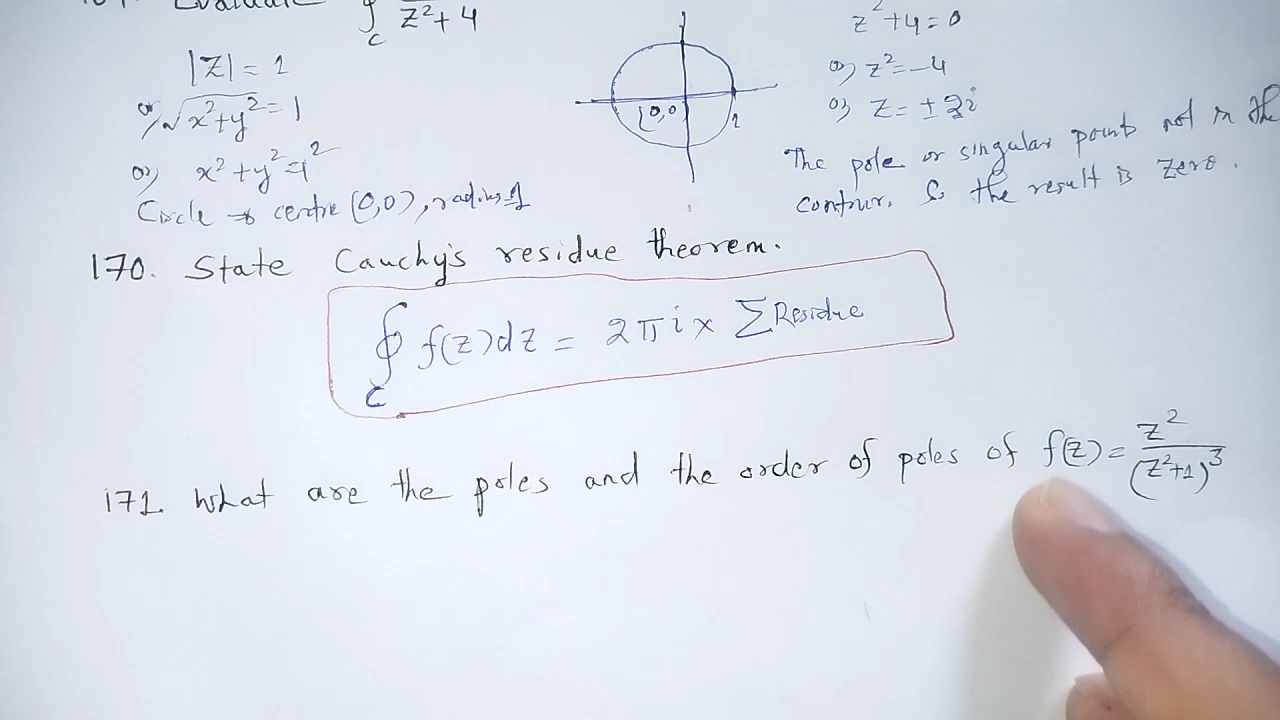 Evaluate ∮ z²+4
C
|Z| = 1
or, √x²+y² = 1
or, x²+y² = 1²
Circle → centre (0,0), radius 1
(0,0)
1
z²+4=0
or, z²=-4
or, z= ±2i
The pole or singular point not in the
contour. So the result is zero.
170. State Cauchy's residue theorem.
∮ f(z)dz = 2πi × ΣResidue
C
171. What are the poles and the order of poles of f(z)= z²/(z²+1)³